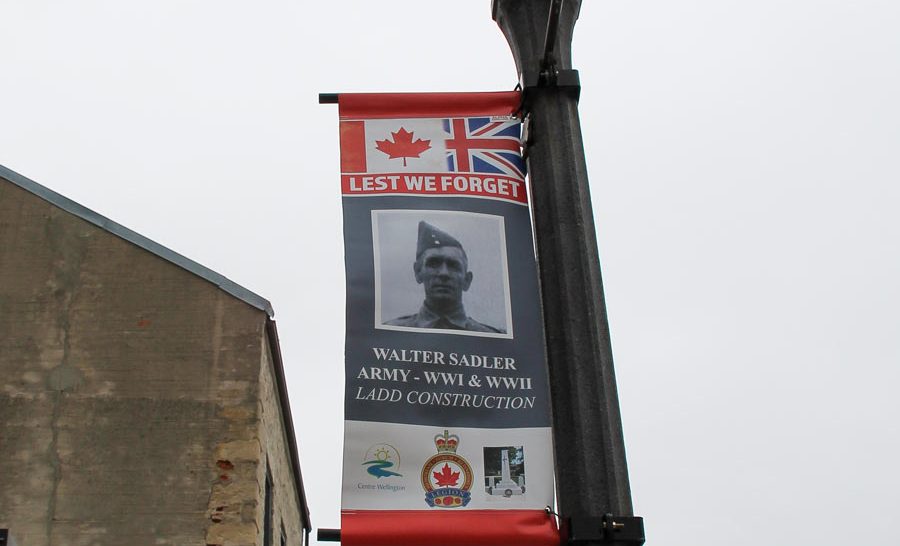 LEST WE FORGET
WALTER SADLER
ARMY - WWI & WWII
LADD CONSTRUCTION
Centre Wellington
LEGION